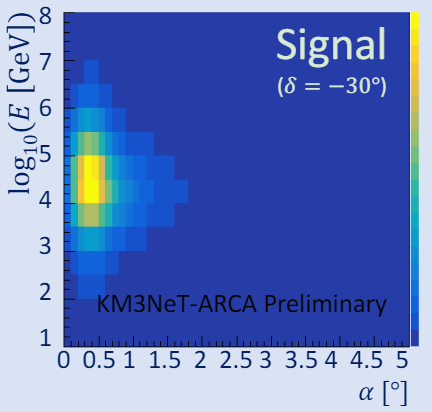 8
7
6
5
4
3
2
1
log₁₀(E [GeV])
Signal
(δ = −30°)
KM3NeT-ARCA Preliminary
0 0.5 1 1.5 2 2.5 3 3.5 4 4.5 5
α [°]